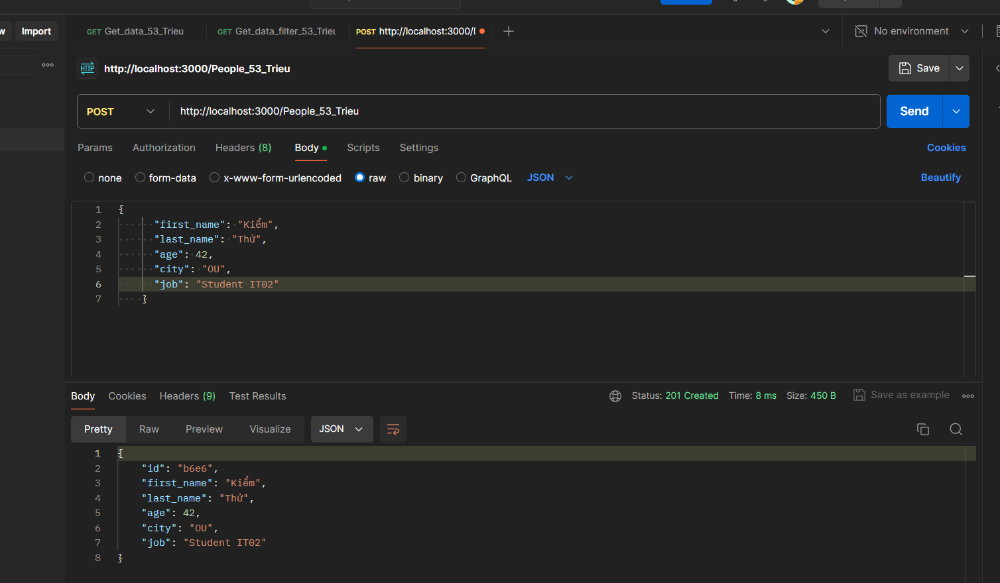 w Import GET Get_data_53_Trieu GET Get_data_filter_53_Trieu POST http://localhost:3000/ No environment
HTTP http://localhost:3000/People_53_Trieu Save
POST http://localhost:3000/People_53_Trieu Send
Params Authorization Headers (8) Body Scripts Settings Cookies
none form-data x-www-form-urlencoded raw binary GraphQL JSON Beautify
1 {
2 "first_name": "Kiểm",
3 "last_name": "Thử",
4 "age": 42,
5 "city": "OU",
6 "job": "Student IT02"
7 }
Body Cookies Headers (9) Test Results Status: 201 Created Time: 8 ms Size: 450 B Save as example
Pretty Raw Preview Visualize JSON
1 {
2 "id": "b6e6",
3 "first_name": "Kiểm",
4 "last_name": "Thử",
5 "age": 42,
6 "city": "OU",
7 "job": "Student IT02"
8 }